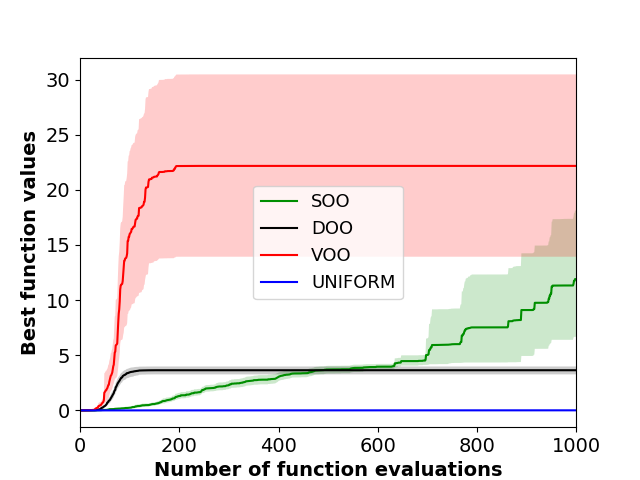 30
25
20
15
10
5
0
Best function values
SOO
DOO
VOO
UNIFORM
0 200 400 600 800 1000
Number of function evaluations